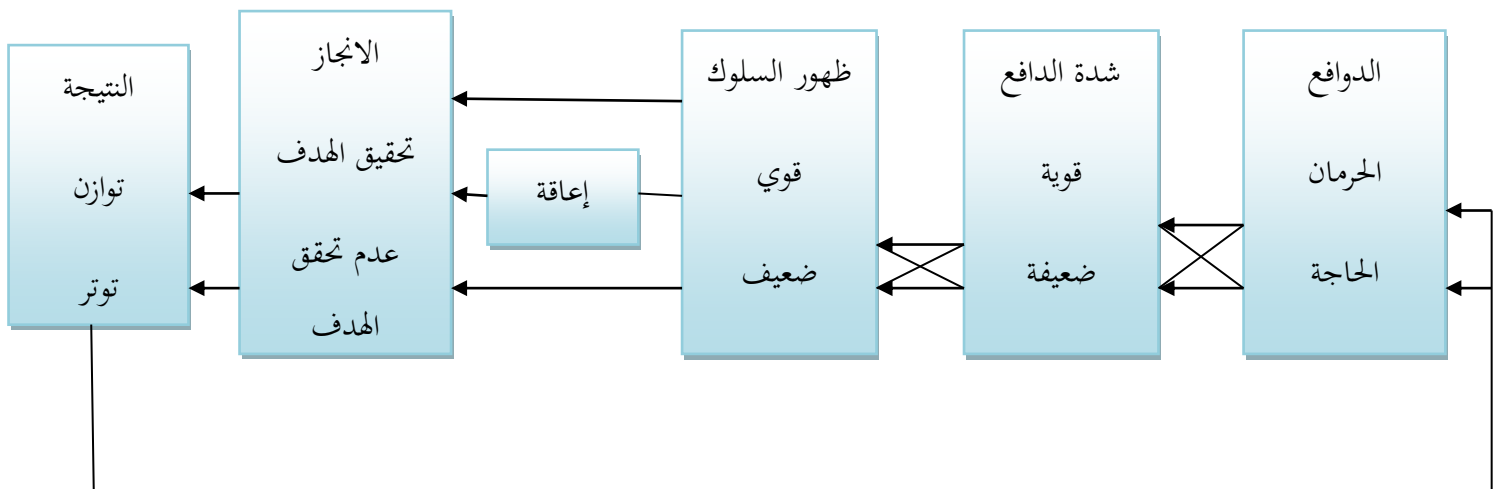 الدوافع
الحرمان
الحاجة
شدة الدافع
قوية
ضعيفة
ظهور السلوك
قوي
ضعيف
إعاقة
الانجاز
تحقيق الهدف
عدم تحقق
الهدف
النتيجة
توازن
توتر